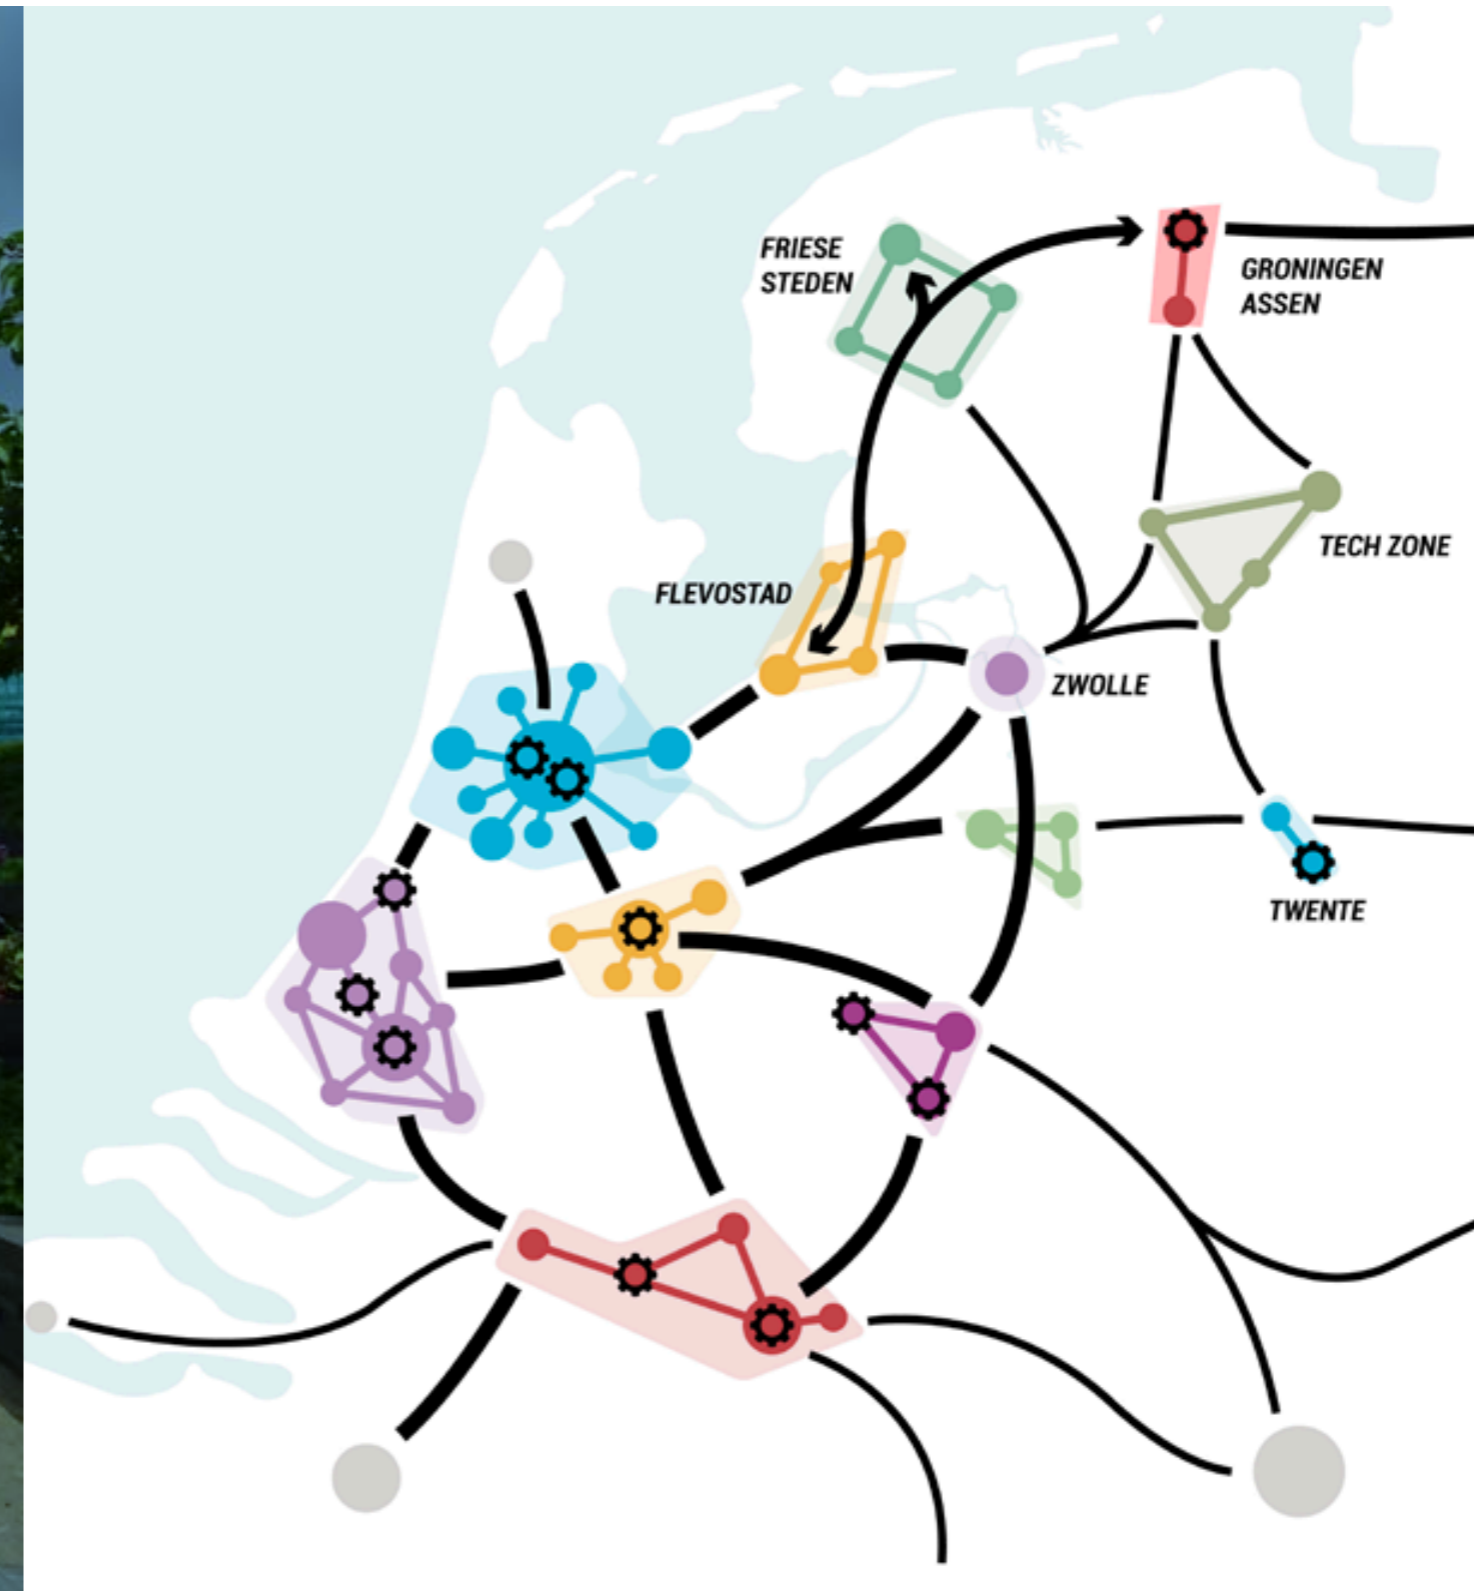 FRIESE
STEDEN
GRONINGEN
ASSEN
TECH ZONE
FLEVOSTAD
ZWOLLE
TWENTE